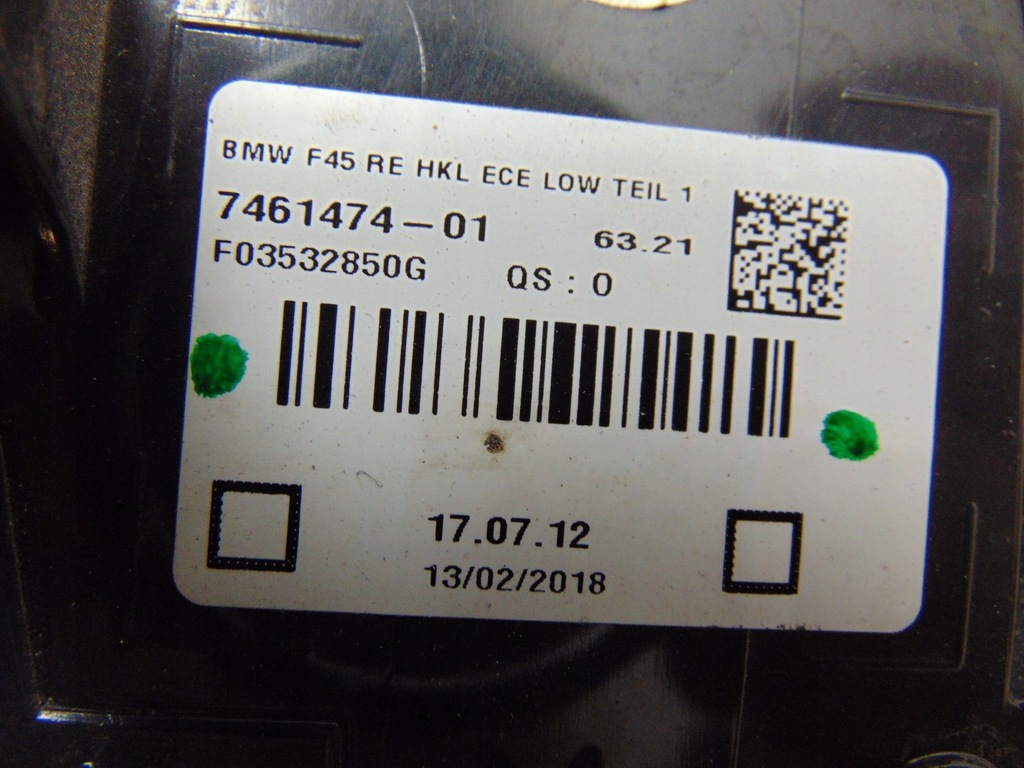 BMW F45 RE HKL ECE LOW TEIL 1
7461474-01 63.21
F03532850G QS : 0
17.07.12
13/02/2018